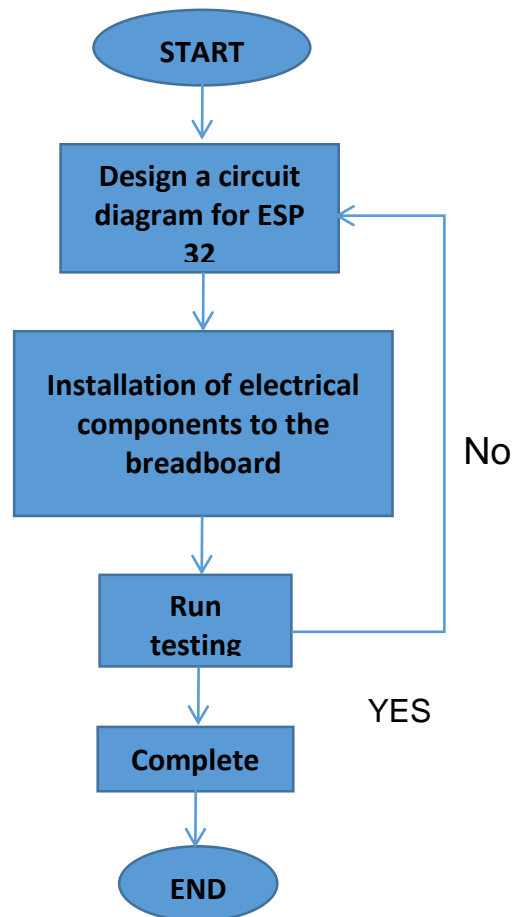 START
Design a circuit
diagram for ESP
32
Installation of electrical
components to the
breadboard
No
Run
testing
YES
Complete
END